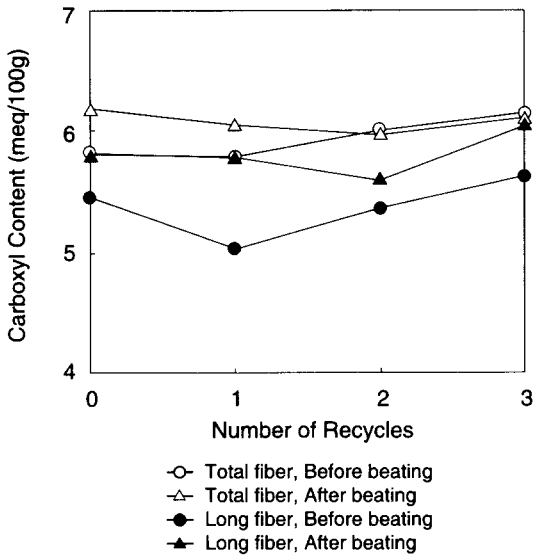 7
6
5
4
Carboxyl Content (meq/100g)
0 1 2 3
Number of Recycles
Total fiber, Before beating
Total fiber, After beating
Long fiber, Before beating
Long fiber, After beating